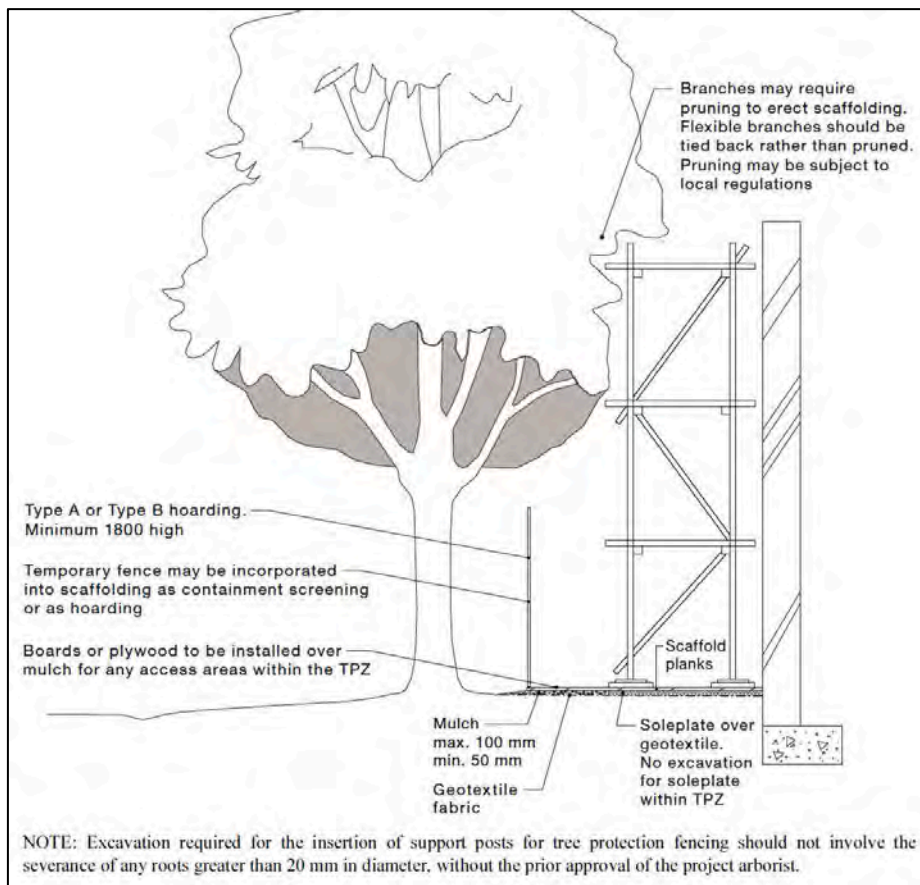 Branches may require
pruning to erect scaffolding.
Flexible branches should be
tied back rather than pruned.
Pruning may be subject to
local regulations
Type A or Type B hoarding.
Minimum 1800 high
Temporary fence may be incorporated
into scaffolding as containment screening
or as hoarding
Boards or plywood to be installed over
mulch for any access areas within the TPZ
Scaffold
planks
Mulch
max. 100 mm
min. 50 mm
Geotextile
fabric
Soleplate over
geotextile.
No excavation
for soleplate
within TPZ
NOTE: Excavation required for the insertion of support posts for tree protection fencing should not involve the
severance of any roots greater than 20 mm in diameter, without the prior approval of the project arborist.